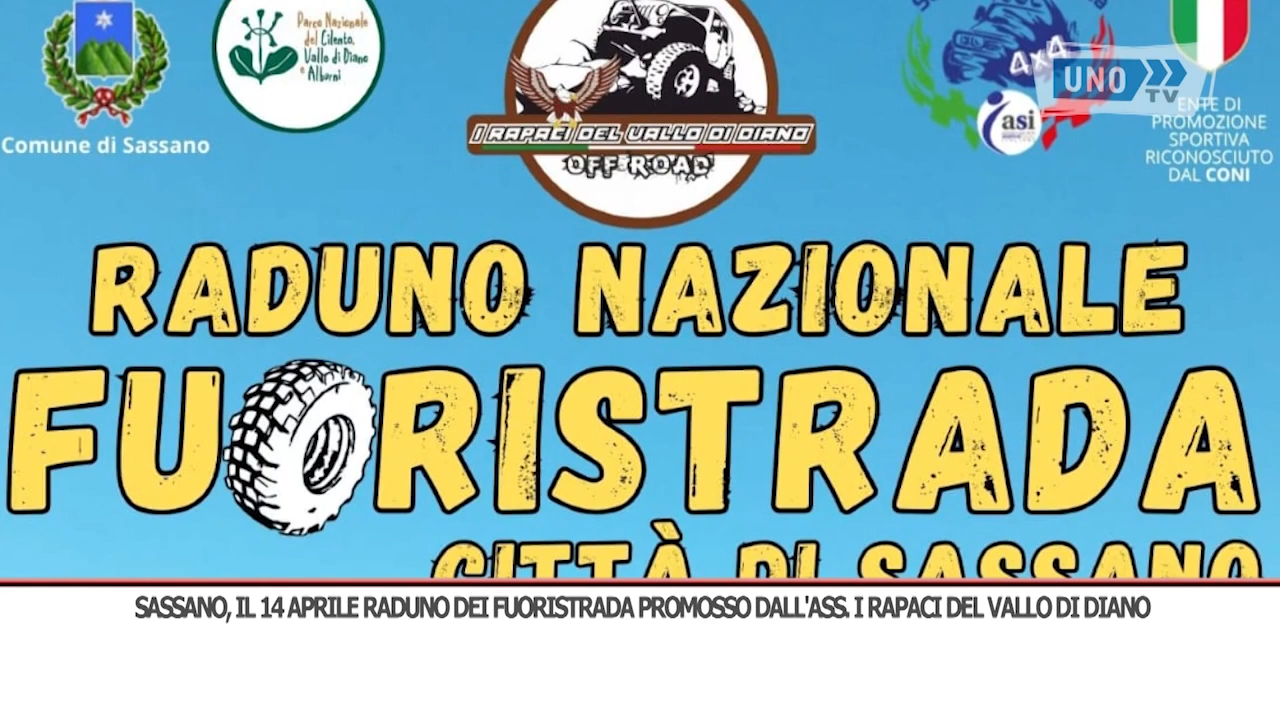 Comune di Sassano
Parco Nazionale
del Cilento,
Vallo di Diano
e Alburni
I RAPACI DEL VALLO DI DIANO
OFF ROAD
4x4
asi
UNO
TV
ENTE DI
PROMOZIONE
SPORTIVA
RICONOSCIUTO
DAL CONI
RADUNO NAZIONALE
FUORISTRADA
CITTÀ DI SASSANO
SASSANO, IL 14 APRILE RADUNO DEI FUORISTRADA PROMOSSO DALL'ASS. I RAPACI DEL VALLO DI DIANO